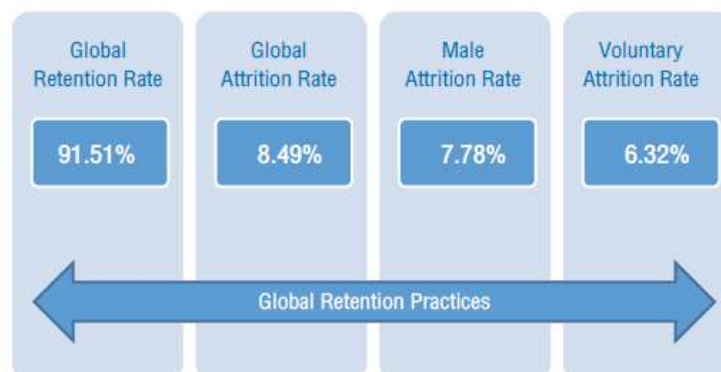 Global
Retention Rate
91.51%
Global
Attrition Rate
8.49%
Male
Attrition Rate
7.78%
Voluntary
Attrition Rate
6.32%
Global Retention Practices